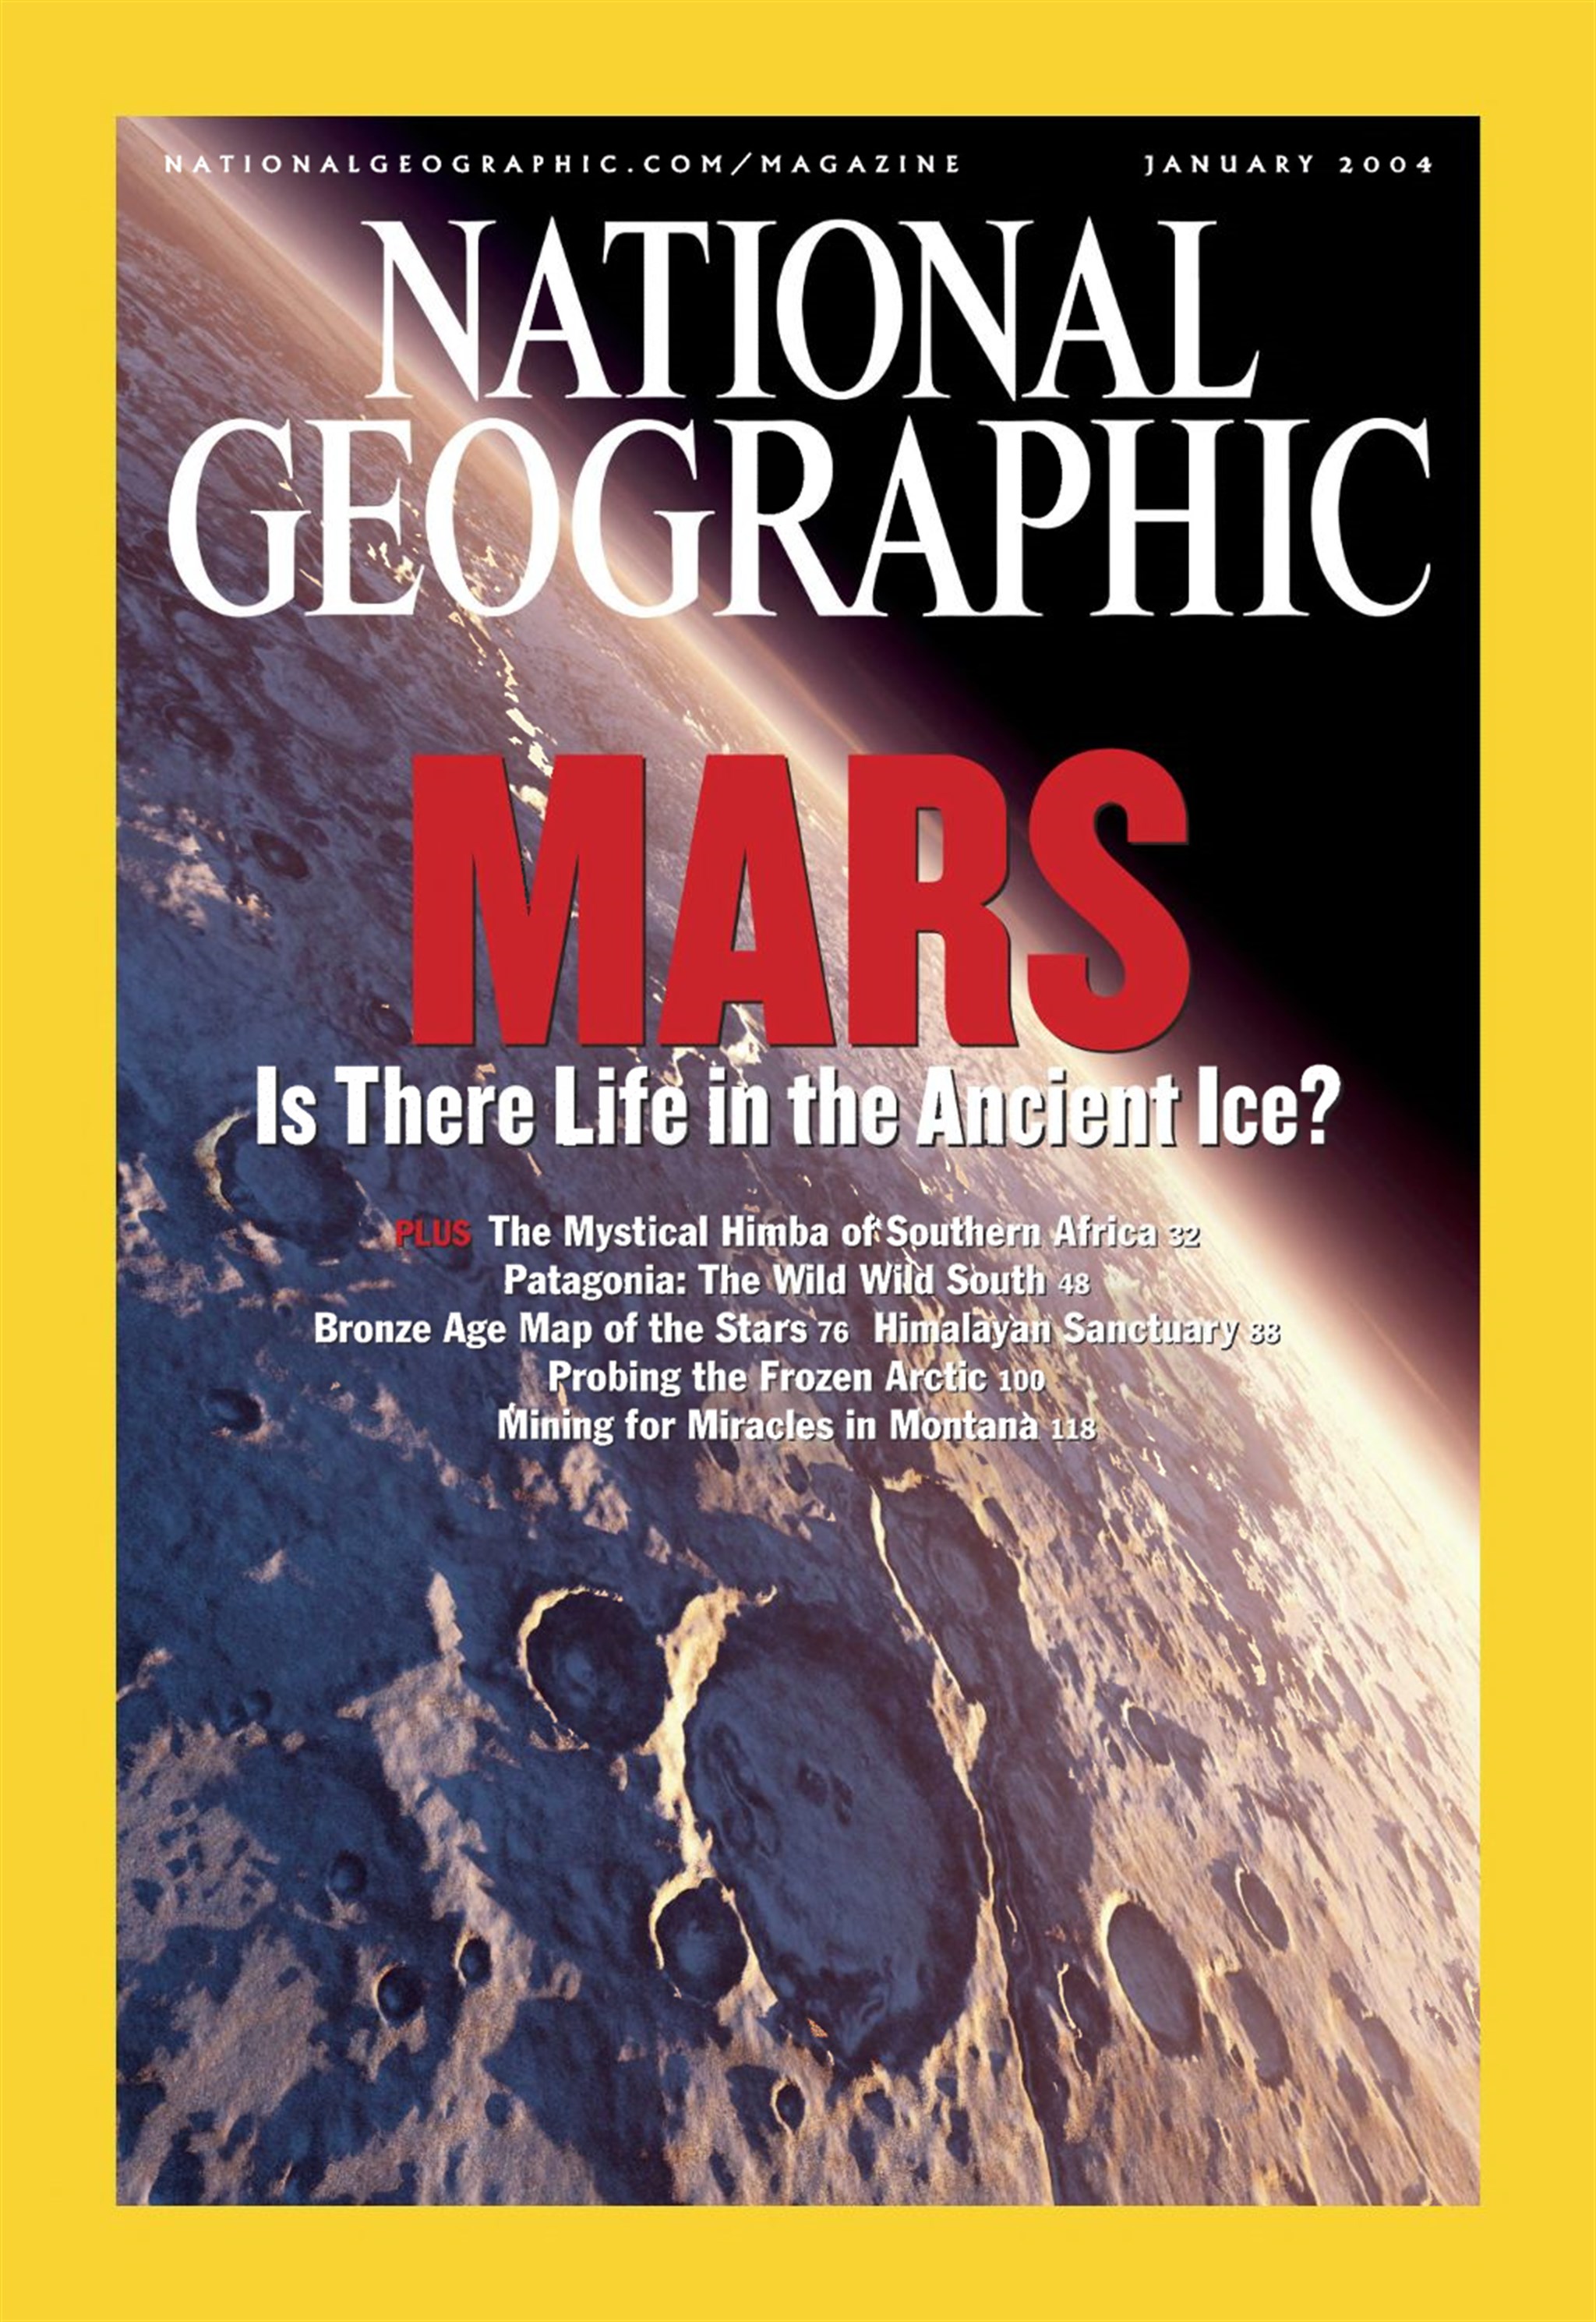 NATIONALGEOGRAPHIC.COM/MAGAZINE JANUARY 2004
NATIONAL
GEOGRAPHIC
MARS
Is There Life in the Ancient Ice?
PLUS The Mystical Himba of Southern Africa 32
Patagonia: The Wild Wild South 48
Bronze Age Map of the Stars 76 Himalayan Sanctuary 88
Probing the Frozen Arctic 100
Mining for Miracles in Montana 118